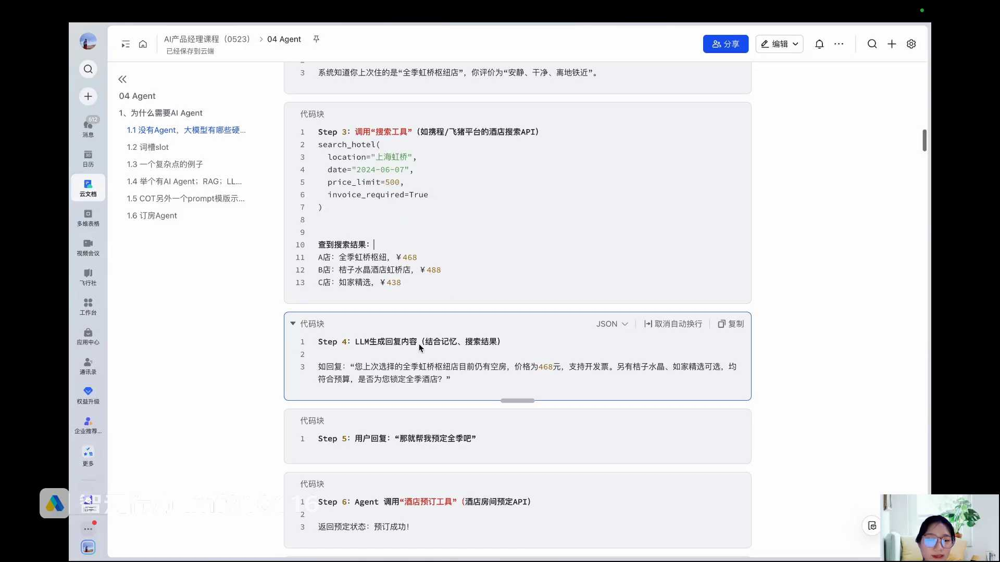 AI产品经理课程（0523） > 04 Agent
已经保存到云端
分享
编辑
512
消息
30
日历
云文档
多维表格
视频会议
飞行社
工作台
应用中心
通讯录
权益升级
企业推荐...
更多
04 Agent
1、为什么需要AI Agent
1.1 没有Agent，大模型有哪些硬...
1.2 词槽slot
1.3 一个复杂点的例子
1.4 举个有AI Agent；RAG；LL...
1.5 COT另外一个prompt模版示...
1.6 订房Agent
3 系统知道你上次住的是“全季虹桥枢纽店”，你评价为“安静、干净、离地铁近”。
代码块
1 Step 3：调用“搜索工具”（如携程/飞猪平台的酒店搜索API）
2 search_hotel(
3 location="上海虹桥",
4 date="2024-06-07",
5 price_limit=500,
6 invoice_required=True
7 )
8
9
10 查到搜索结果：
11 A店：全季虹桥枢纽，￥468
12 B店：桔子水晶酒店虹桥店，￥488
13 C店：如家精选，￥438
代码块
JSON
取消自动换行
复制
1 Step 4：LLM生成回复内容（结合记忆、搜索结果）
2
3 如回复：“您上次选择的全季虹桥枢纽店目前仍有空房，价格为468元，支持开发票。另有桔子水晶、如家精选可选，均
符合预算，是否为您锁定全季酒店？”
代码块
1 Step 5：用户回复：“那就帮我预定全季吧”
代码块
1 Step 6：Agent 调用“酒店预订工具”（酒店房间预定API）
2
3 返回预定状态：预订成功！